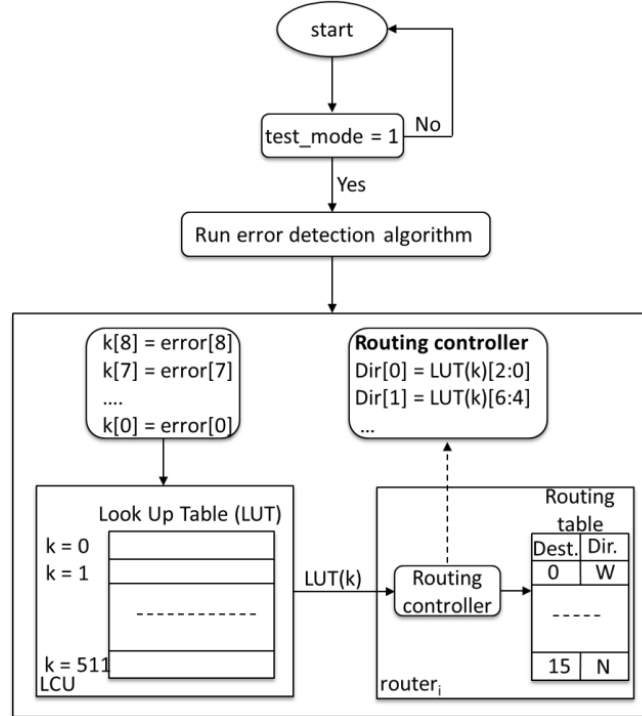 start
test_mode = 1
No
Yes
Run error detection algorithm
k[8] = error[8]
k[7] = error[7]
....
k[0] = error[0]
Routing controller
Dir[0] = LUT(k)[2:0]
Dir[1] = LUT(k)[6:4]
...
Look Up Table (LUT)
k = 0
k = 1
------------
k = 511
LCU
LUT(k)
Routing
controller
Routing
table
Dest. Dir.
0 W
-----
15 N
routerᵢ